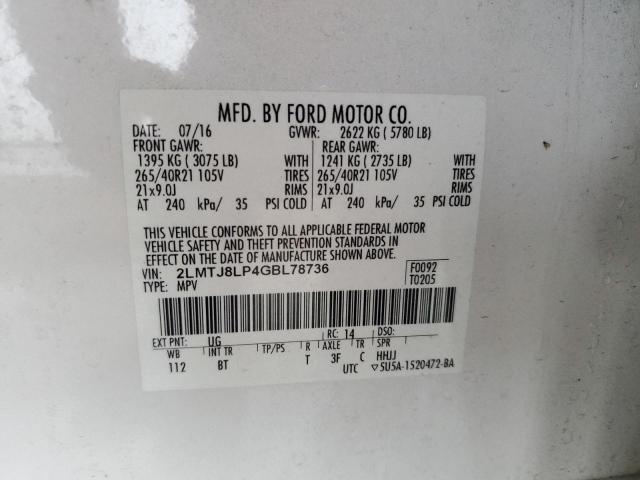 MFD. BY FORD MOTOR CO.
DATE: 07/16 GVWR: 2622 KG ( 5780 LB)
FRONT GAWR: REAR GAWR:
1395 KG ( 3075 LB) WITH 1241 KG ( 2735 LB) WITH
265/40R21 105V TIRES 265/40R21 105V TIRES
21x9.0J RIMS 21x9.0J RIMS
AT 240 kPa/ 35 PSI COLD AT 240 kPa/ 35 PSI COLD
THIS VEHICLE CONFORMS TO ALL APPLICABLE FEDERAL MOTOR
VEHICLE SAFETY AND THEFT PREVENTION STANDARDS IN
EFFECT ON THE DATE OF MANUFACTURE SHOWN ABOVE.
VIN: 2LMTJ8LP4GBL78736 F0092
TYPE: MPV T0205
EXT PNT: UG RC: 14 DSO:
WB INT TR TP/PS R AXLE TR SPR
112 BT T 3F C HHJJ
UTC ▽5U5A-1520472-BA